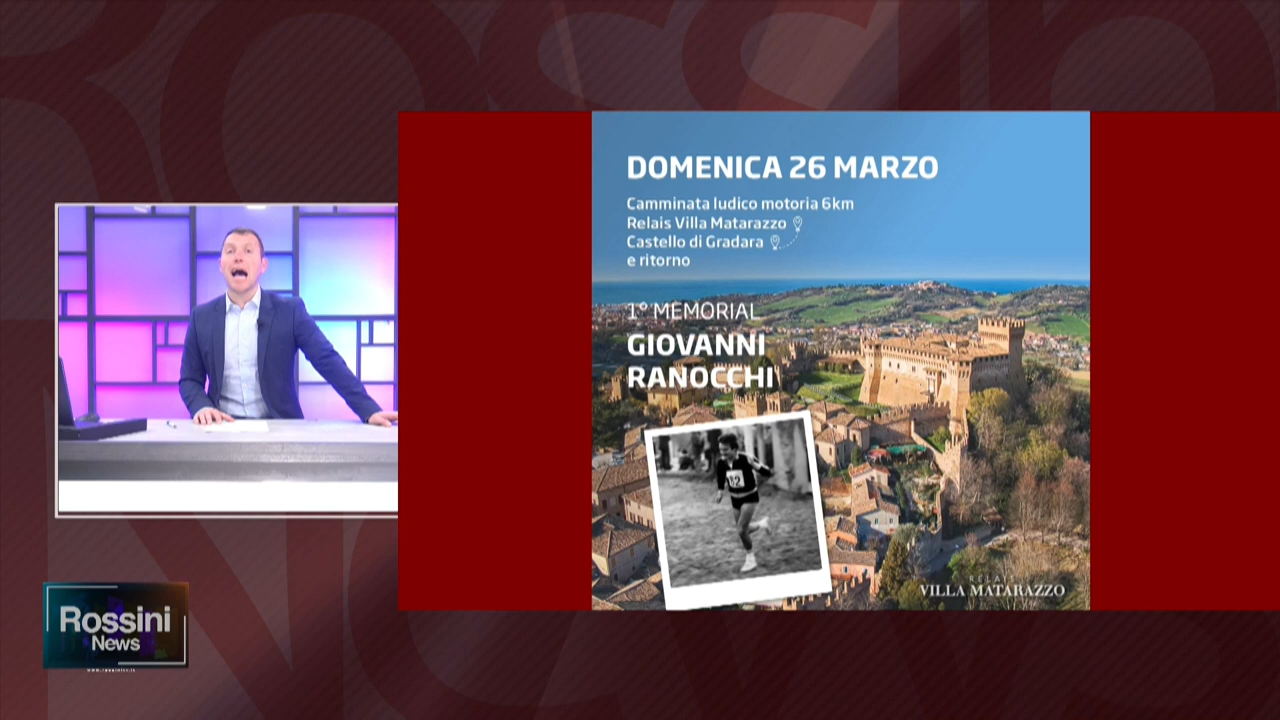 DOMENICA 26 MARZO
Camminata ludico motoria 6km
Relais Villa Matarazzo
Castello di Gradara
e ritorno
1° MEMORIAL
GIOVANNI
RANOCCHI
RELAIS
VILLA MATARAZZO
Rossini
News